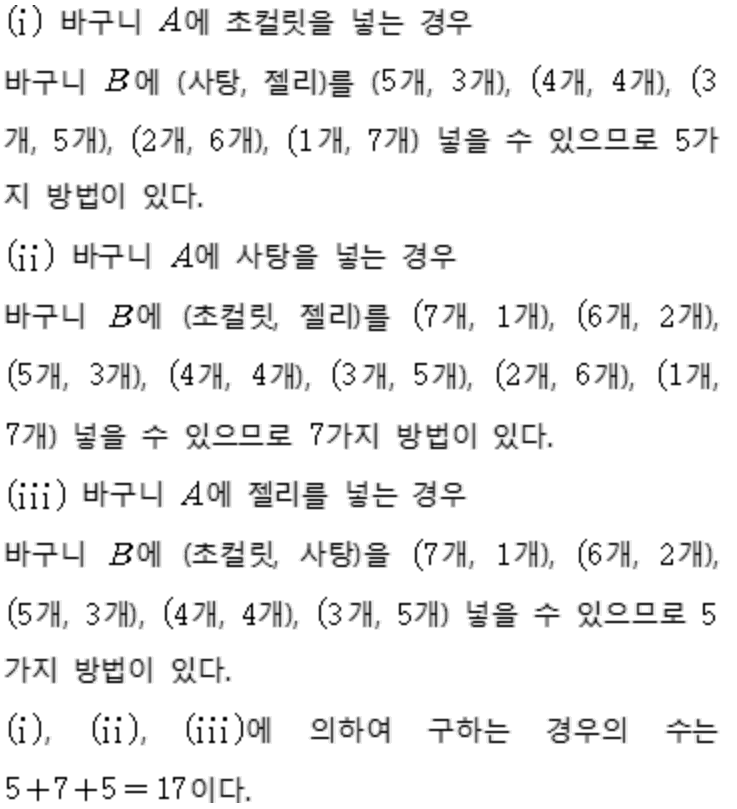 (i) 바구니 A에 초컬릿을 넣는 경우
바구니 B에 (사탕, 젤리)를 (5개, 3개), (4개, 4개), (3
개, 5개), (2개, 6개), (1개, 7개) 넣을 수 있으므로 5가
지 방법이 있다.
(ii) 바구니 A에 사탕을 넣는 경우
바구니 B에 (초컬릿, 젤리)를 (7개, 1개), (6개, 2개),
(5개, 3개), (4개, 4개), (3개, 5개), (2개, 6개), (1개,
7개) 넣을 수 있으므로 7가지 방법이 있다.
(iii) 바구니 A에 젤리를 넣는 경우
바구니 B에 (초컬릿, 사탕)을 (7개, 1개), (6개, 2개),
(5개, 3개), (4개, 4개), (3개, 5개) 넣을 수 있으므로 5
가지 방법이 있다.
(i), (ii), (iii)에 의하여 구하는 경우의 수는
5+7+5=17이다.